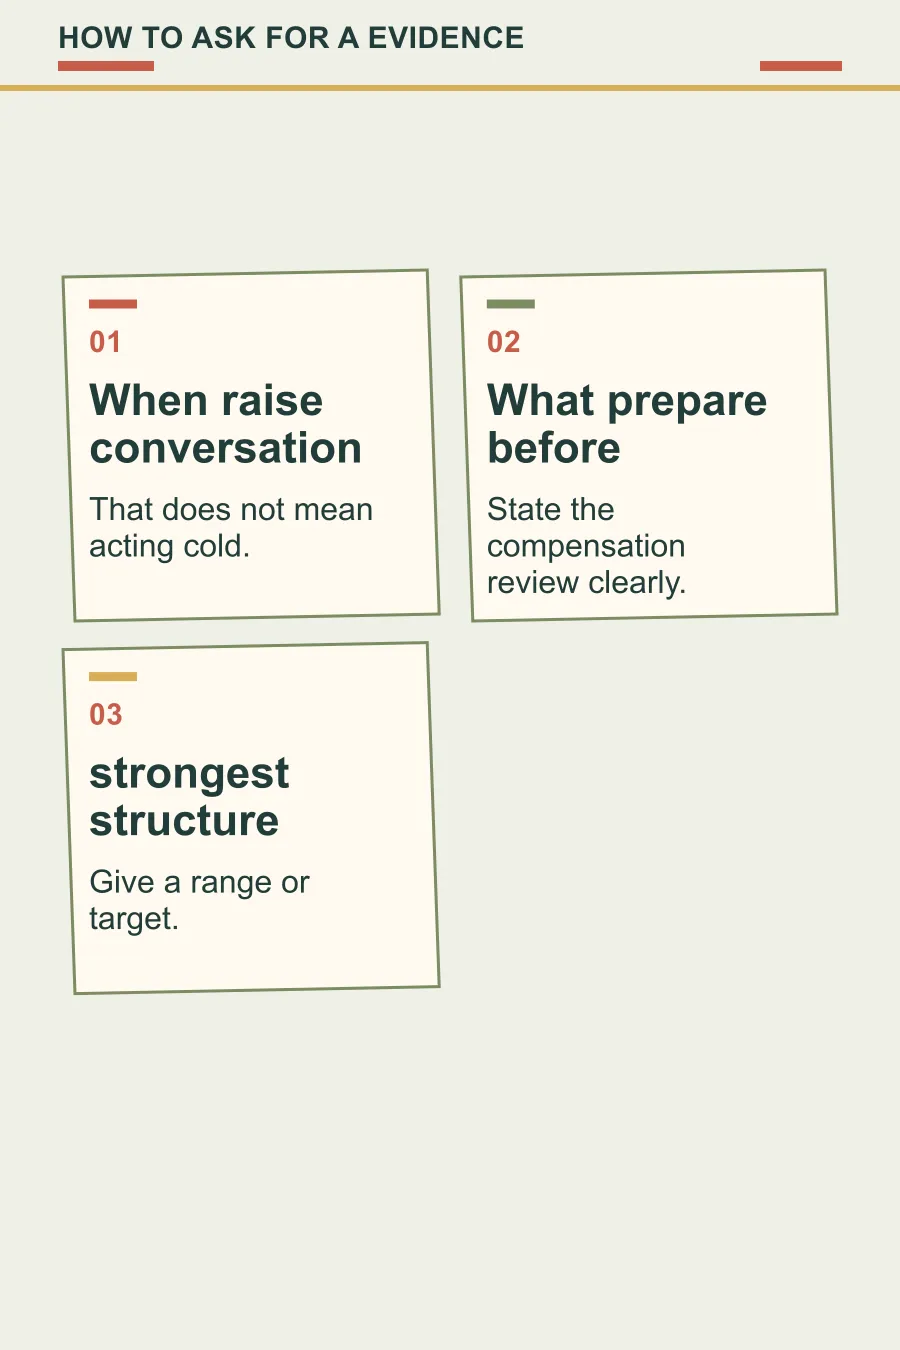 HOW TO ASK FOR A EVIDENCE
01
When raise
conversation
That does not mean
acting cold.
02
What prepare
before
State the
compensation
review clearly.
03
strongest
structure
Give a range or
target.